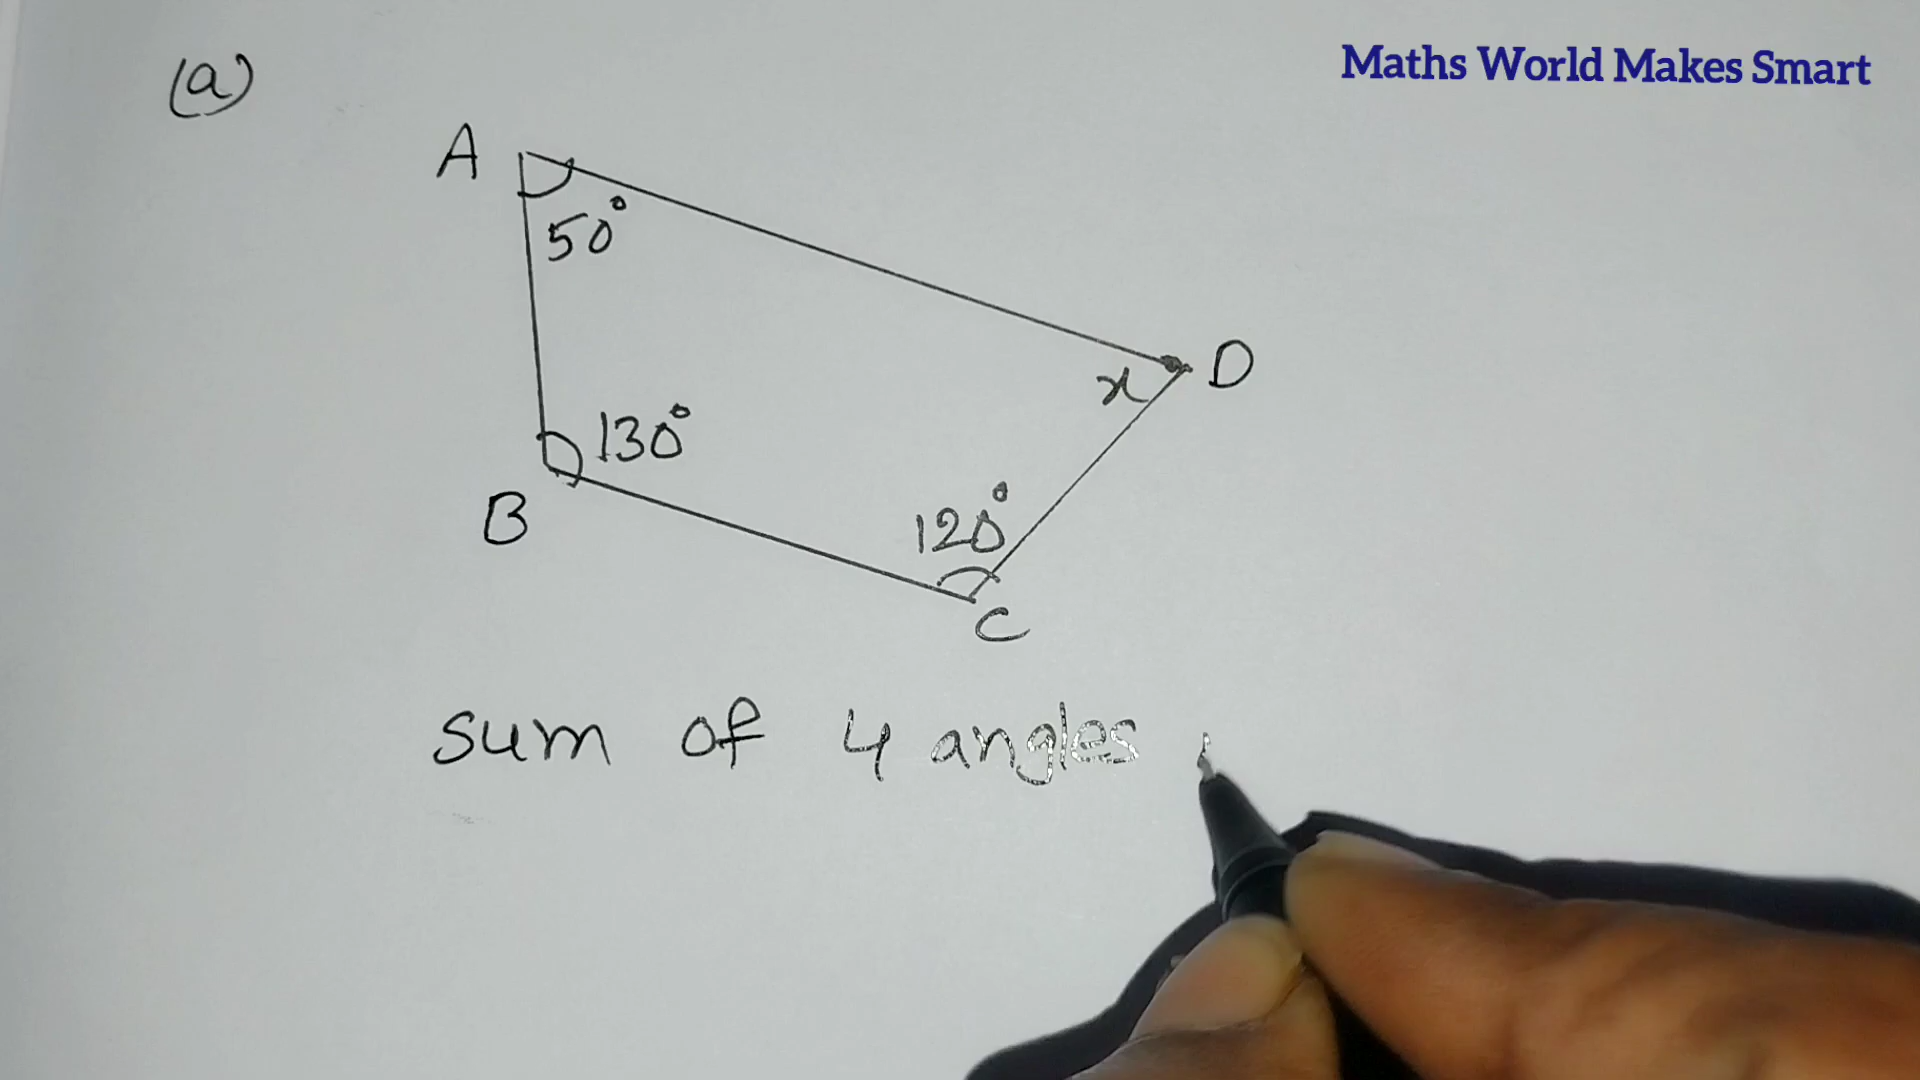 (a)
Maths World Makes Smart
A
50°
D
x
130°
B
120°
C
sum of 4 angles